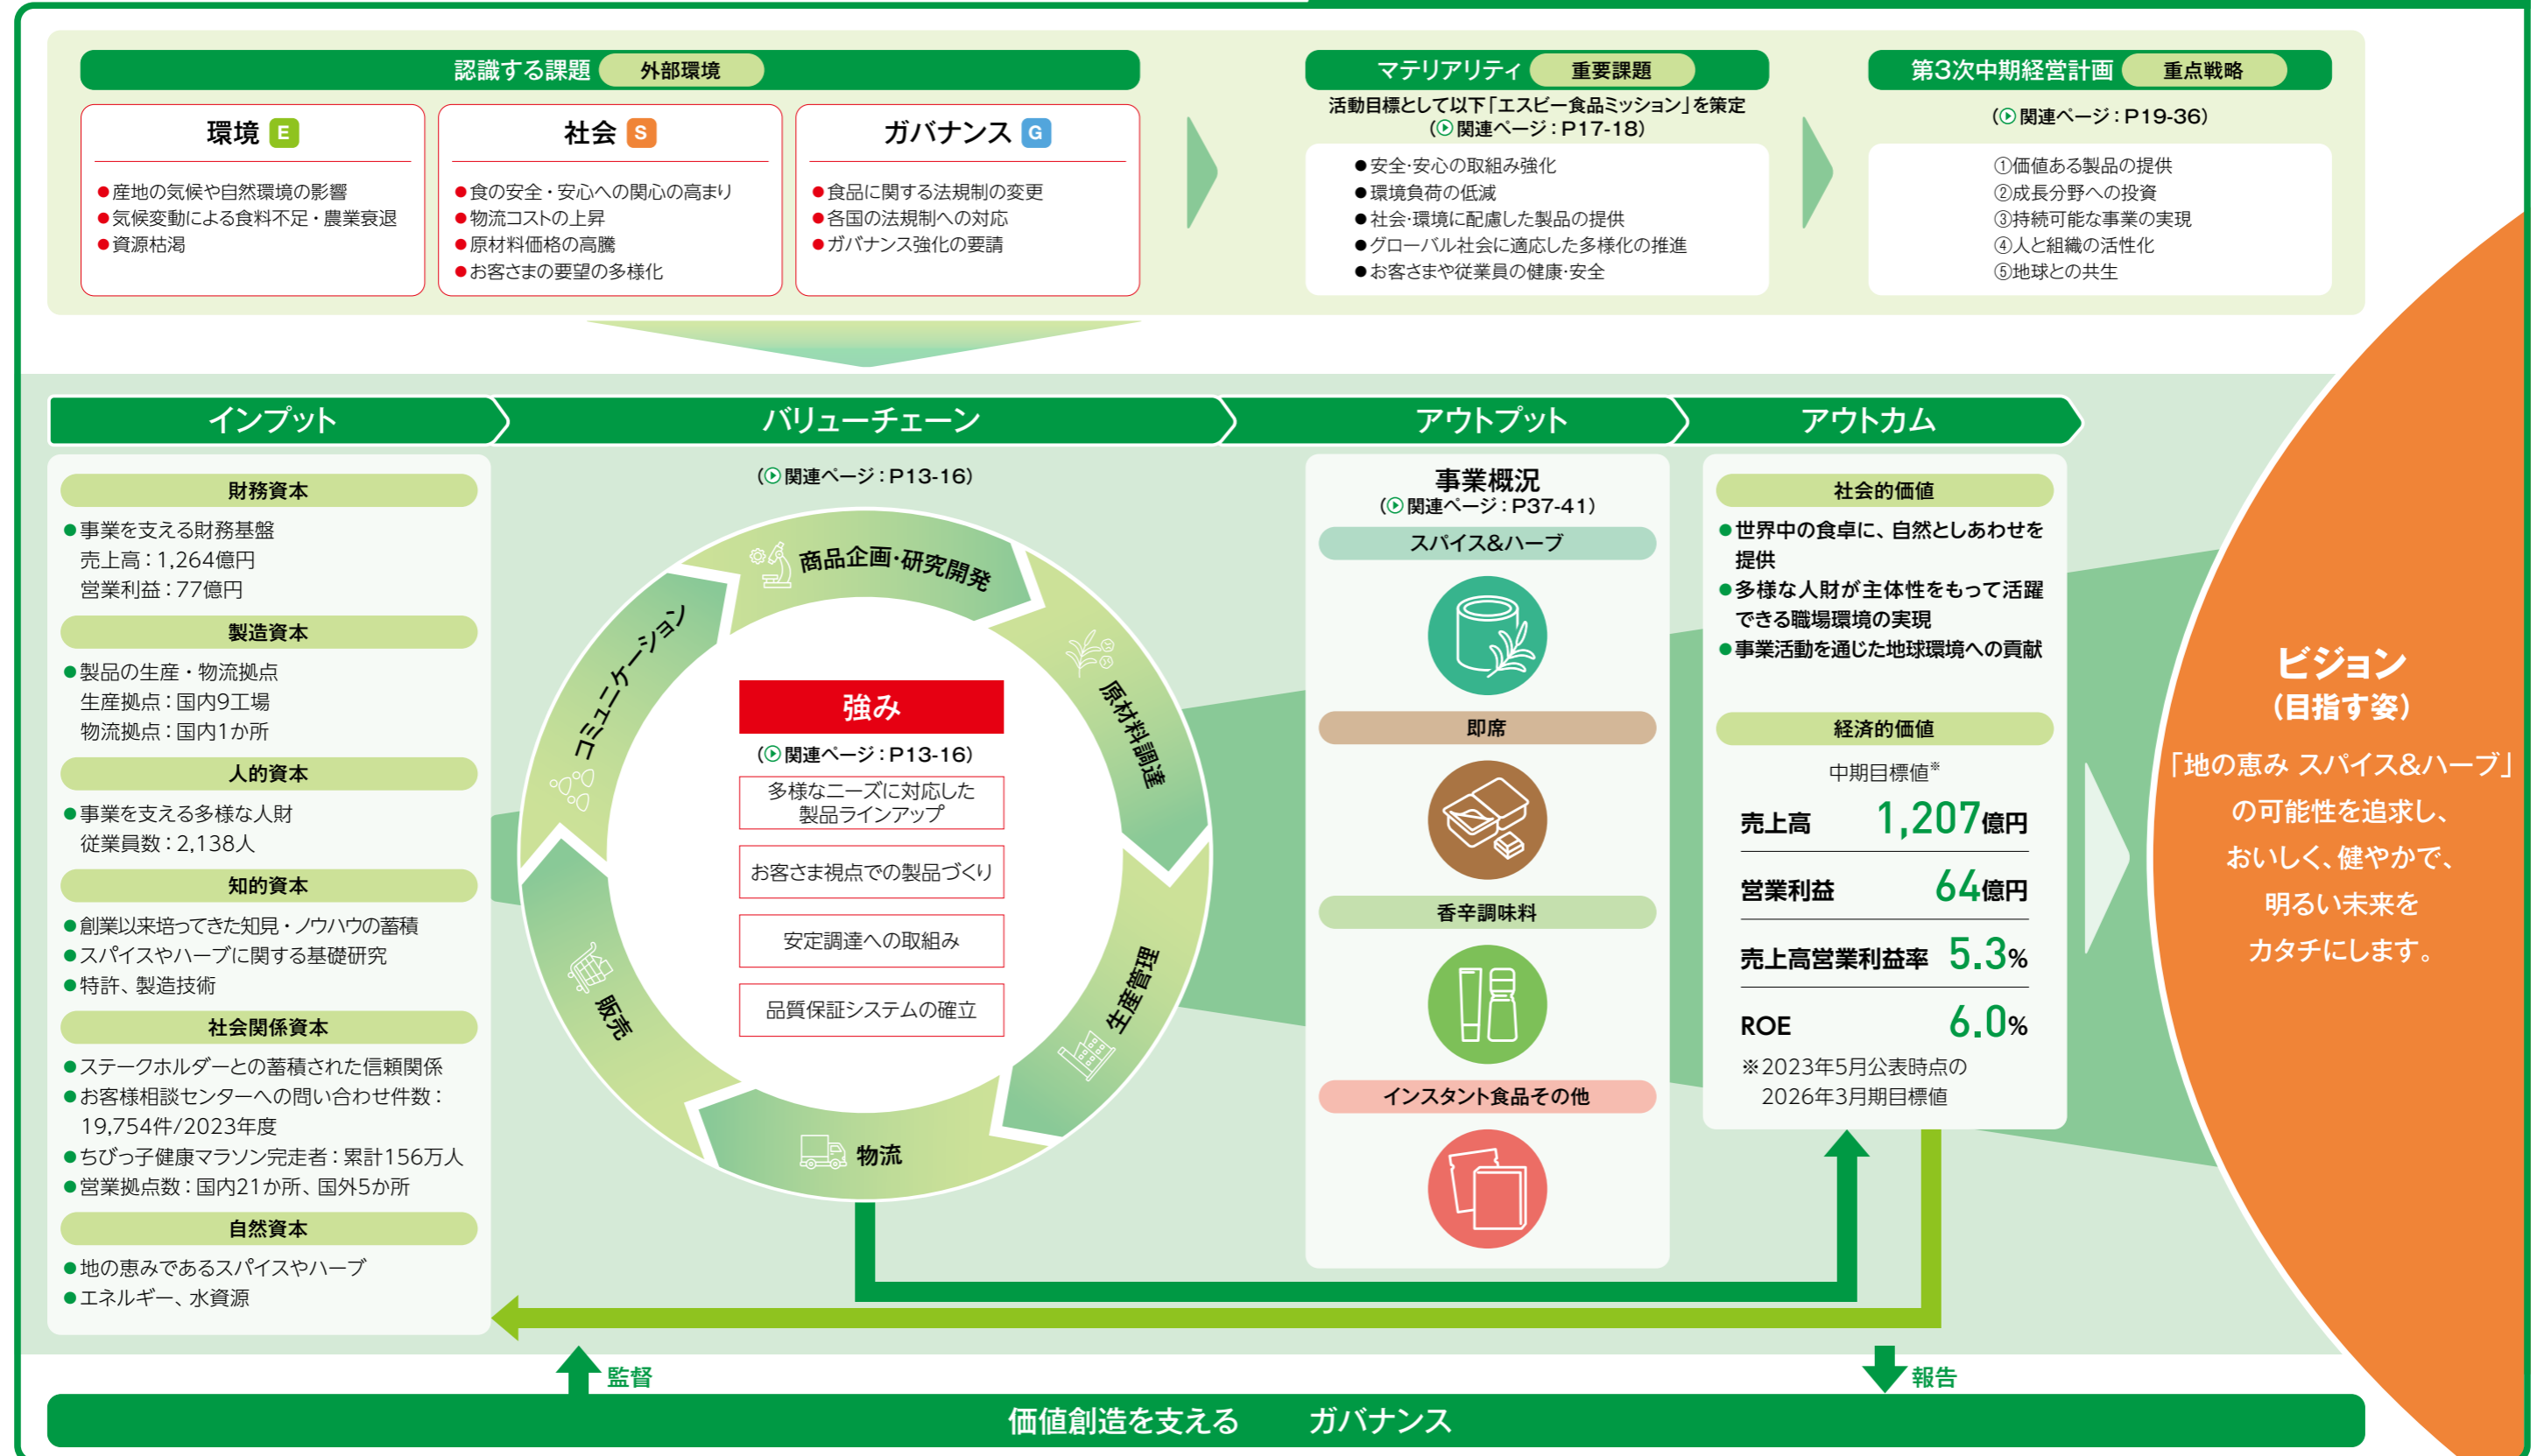 認識する課題 外部環境
環境 E
●産地の気候や自然環境の影響
●気候変動による食料不足・農業衰退
●資源枯渇
社会 S
●食の安全・安心への関心の高まり
●物流コストの上昇
●原材料価格の高騰
●お客さまの要望の多様化
ガバナンス G
●食品に関する法規制の変更
●各国の法規制への対応
●ガバナンス強化の要請
マテリアリティ 重要課題
活動目標として以下「エスビー食品ミッション」を策定
(関連ページ：P17-18)
●安全・安心の取組み強化
●環境負荷の低減
●社会・環境に配慮した製品の提供
●グローバル社会に適応した多様化の推進
●お客さまや従業員の健康・安全
第3次中期経営計画 重点戦略
(関連ページ：P19-36)
①価値ある製品の提供
②成長分野への投資
③持続可能な事業の実現
④人と組織の活性化
⑤地球との共生
インプット
財務資本
●事業を支える財務基盤
売上高：1,264億円
営業利益：77億円
製造資本
●製品の生産・物流拠点
生産拠点：国内9工場
物流拠点：国内1か所
人的資本
●事業を支える多様な人財
従業員数：2,138人
知的資本
●創業以来培ってきた知見・ノウハウの蓄積
●スパイスやハーブに関する基礎研究
●特許、製造技術
社会関係資本
●ステークホルダーとの蓄積された信頼関係
●お客様相談センターへの問い合わせ件数：
19,754件/2023年度
●ちびっ子健康マラソン完走者：累計156万人
●営業拠点数：国内21か所、国外5か所
自然資本
●地の恵みであるスパイスやハーブ
●エネルギー、水資源
バリューチェーン
(関連ページ：P13-16)
商品企画・研究開発
原材料調達
生産管理
物流
販売
コミュニケーション
強み
(関連ページ：P13-16)
多様なニーズに対応した
製品ラインアップ
お客さま視点での製品づくり
安定調達への取組み
品質保証システムの確立
アウトプット
事業概況
(関連ページ：P37-41)
スパイス&ハーブ
即席
香辛調味料
インスタント食品その他
アウトカム
社会的価値
●世界中の食卓に、自然としあわせを
提供
●多様な人財が主体性をもって活躍
できる職場環境の実現
●事業活動を通じた地球環境への貢献
経済的価値
中期目標値※
売上高 1,207億円
営業利益 64億円
売上高営業利益率 5.3%
ROE 6.0%
※2023年5月公表時点の
2026年3月期目標値
ビジョン
(目指す姿)
「地の恵み スパイス&ハーブ」
の可能性を追求し、
おいしく、健やかで、
明るい未来を
カタチにします。
監督
報告
価値創造を支える ガバナンス